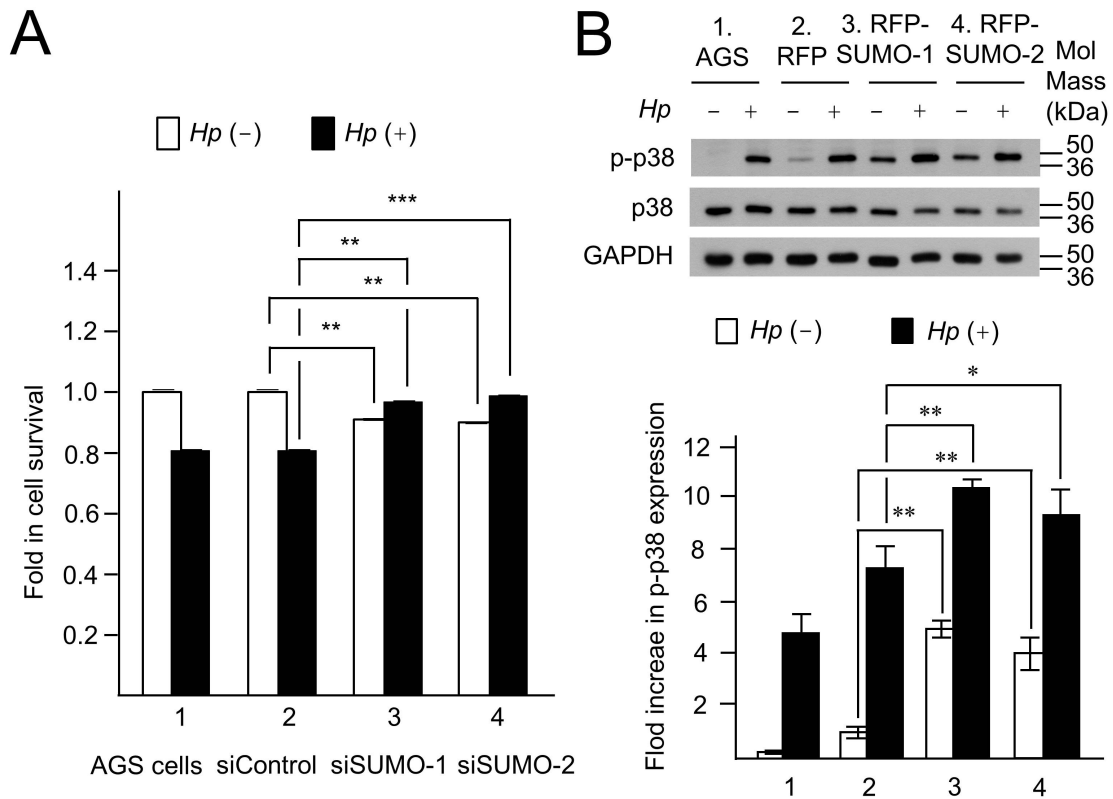 A
Hp (−) Hp (+)
*** 
**
**
**
1.4
1.2
1.0
0.8
0.6
0.4
0.2
Fold in cell survival
1 2 3 4
AGS cells siControl siSUMO-1 siSUMO-2
B
1. 2. 3. RFP- 4. RFP- Mol
AGS RFP SUMO-1 SUMO-2 Mass
Hp − + − + − + − + (kDa)
p-p38 50
36
p38 50
36
GAPDH 50
36
Hp (−) Hp (+)
*
**
**
**
12
10
8
6
4
2
Flod increae in p-p38 expression
1 2 3 4